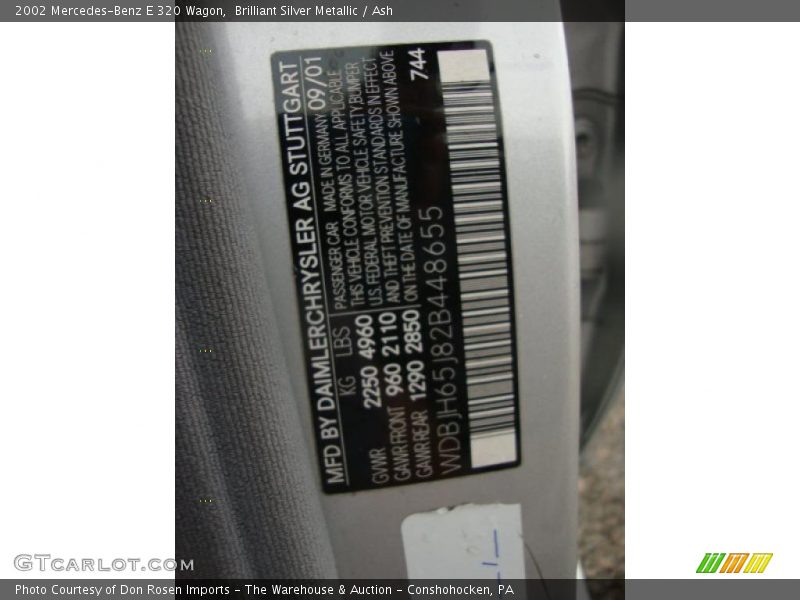 2002 Mercedes-Benz E 320 Wagon,  Brilliant Silver Metallic / Ash
MFD BY DAIMLERCHRYSLER AG STUTTGART
KG LBS PASSENGER CAR MADE IN GERMANY 09/01
THIS VEHICLE CONFORMS TO ALL APPLICABLE
GVWR 2250 4960 U.S. FEDERAL MOTOR VEHICLE SAFETY BUMPER
GAWR FRONT 960 2110 AND THEFT PREVENTION STANDARDS IN EFFECT
GAWR REAR 1290 2850 ON THE DATE OF MANUFACTURE SHOWN ABOVE
WDBJH65J82B448655 744
GTCARLOT.COM
Photo Courtesy of Don Rosen Imports - The Warehouse & Auction - Conshohocken, PA